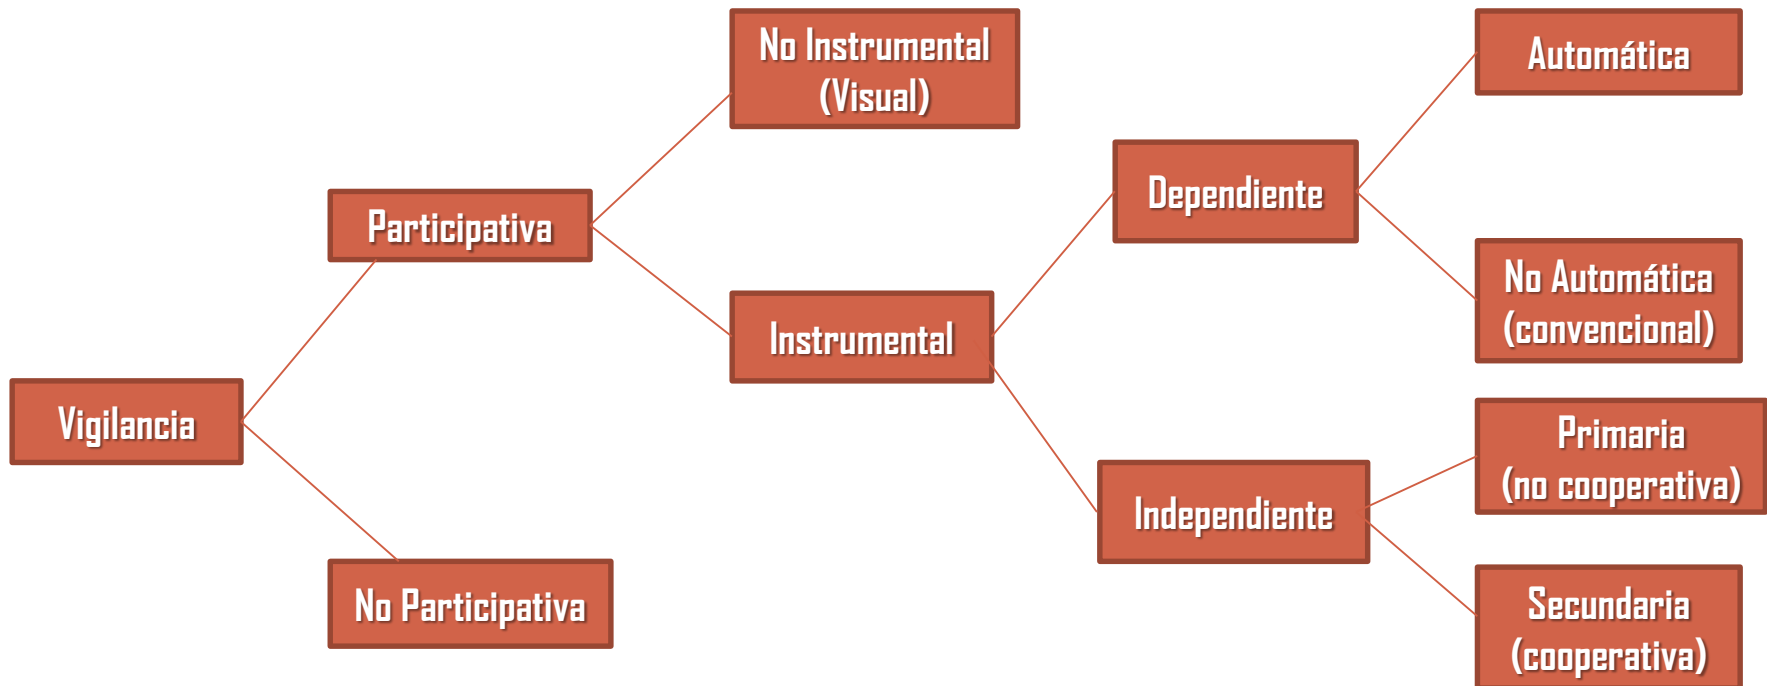 Vigilancia
Participativa
No Participativa
No Instrumental
(Visual)
Instrumental
Dependiente
Independiente
Automática
No Automática
(convencional)
Primaria
(no cooperativa)
Secundaria
(cooperativa)